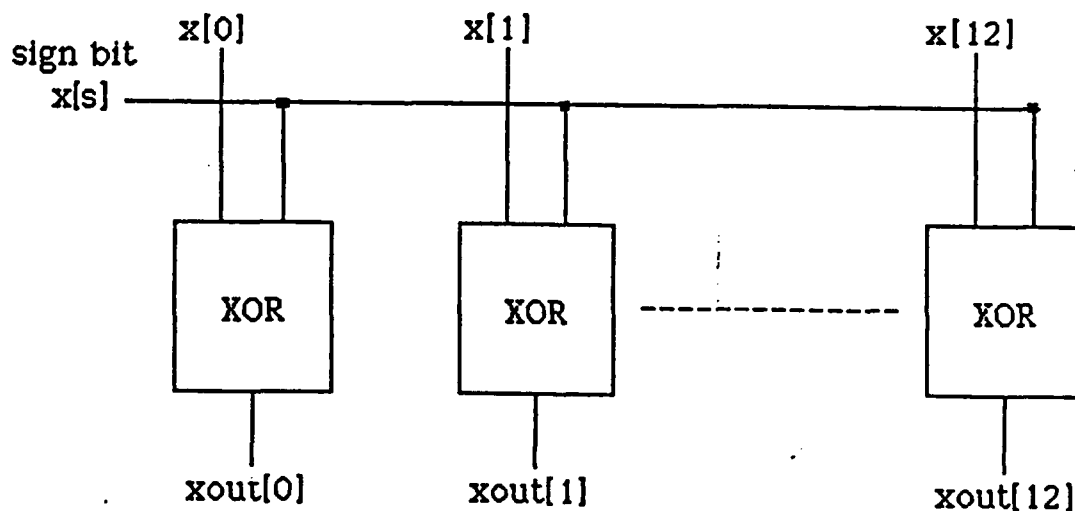 x[0] x[1] x[12]
sign bit
x[s]
XOR XOR XOR
xout[0] xout[1] xout[12]